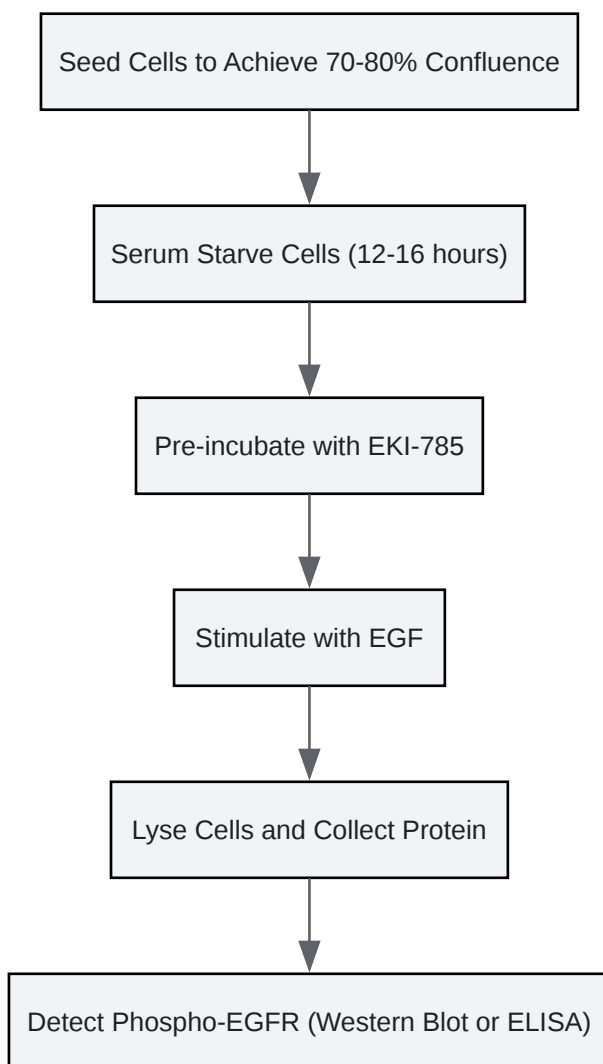 Seed Cells to Achieve 70-80% Confluence
Serum Starve Cells (12-16 hours)
Pre-incubate with EKI-785
Stimulate with EGF
Lyse Cells and Collect Protein
Detect Phospho-EGFR (Western Blot or ELISA)